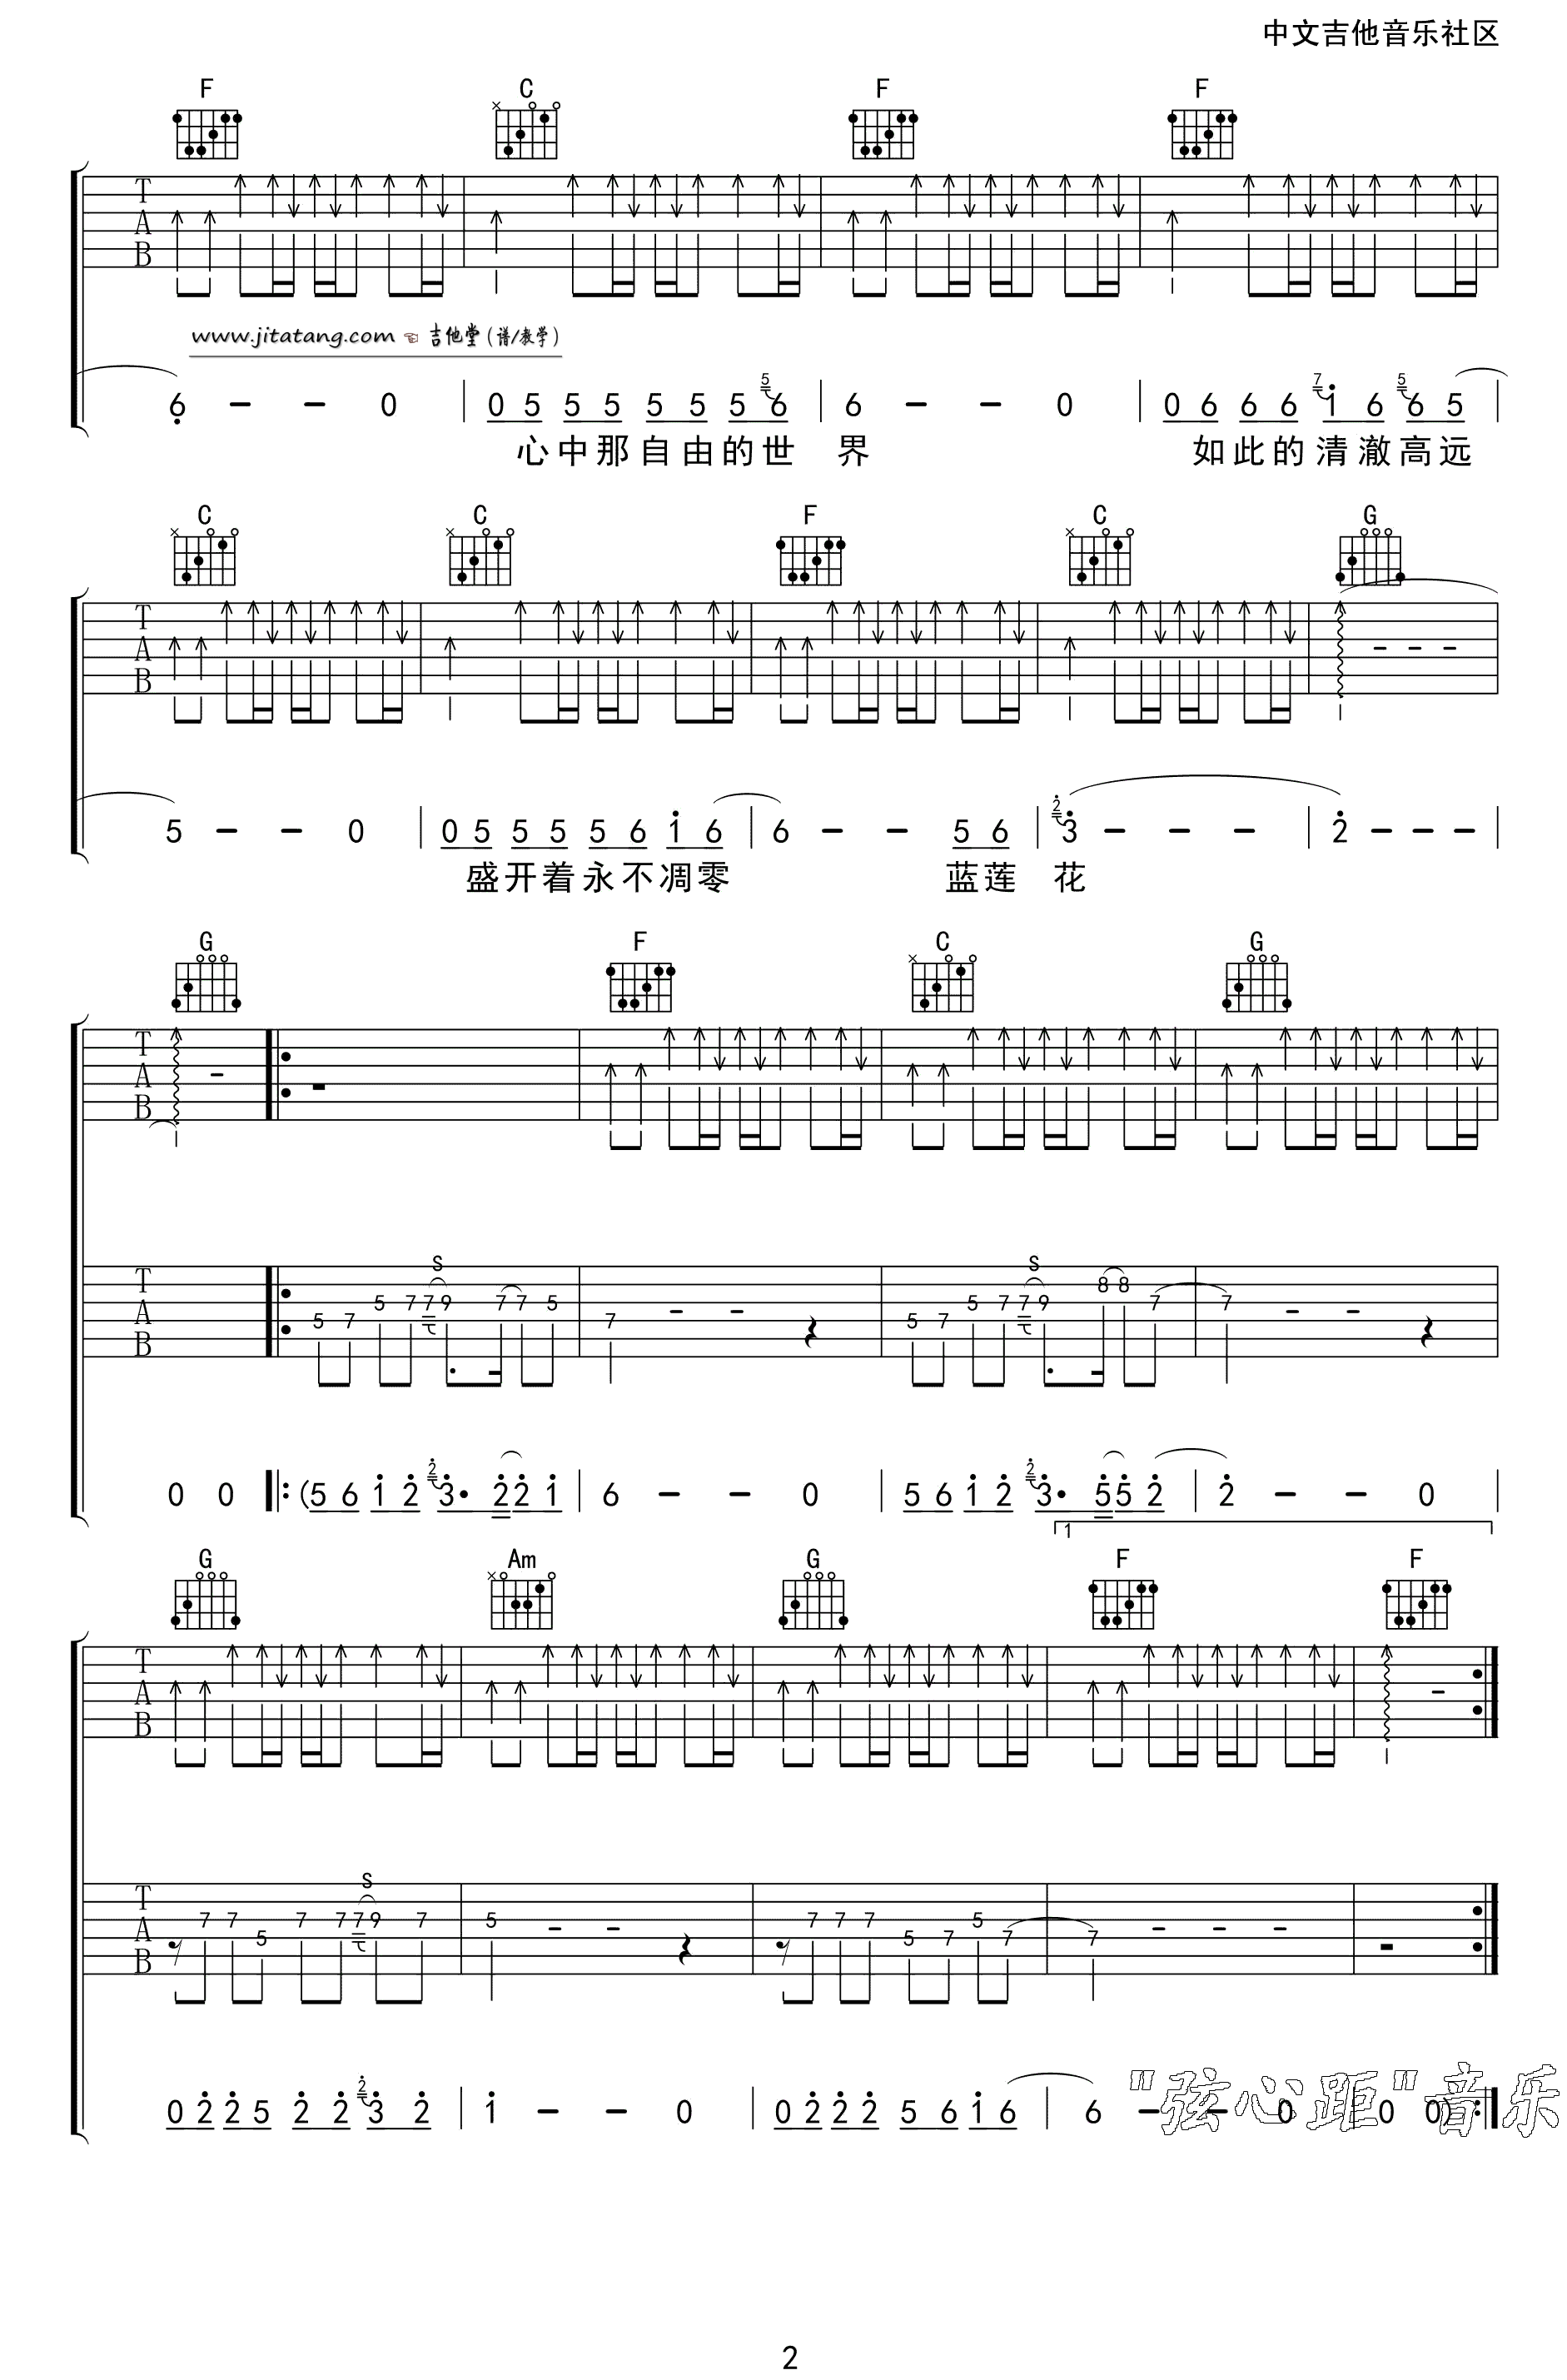 中文吉他音乐社区
F C F F
T
A
B
www.jitatang.com ☜ 吉他堂(谱/教学)
6 - - 0 | 0 5 5 5 5 5 5 5 6 | 6 - - 0 | 0 6 6 6 7 1 6 5 6 5 |
心中那自由的世 界 如此的清澈高远
C C F C G
T
A
B
5 - - 0 | 0 5 5 5 5 6 1 6 | 6 - - 5 6 | 2 3 - - - | 2 - - - |
盛开着永不凋零 蓝莲 花
G F C G
T
A
B
S S
T
A
B
5 7 5 7 7 9 7 7 5 | 7 - - | 5 7 5 7 7 9 8 8 7 | 7 - -
0 0 |: (5 6 1 2 2 3· 2 2 1 | 6 - - 0 | 5 6 1 2 2 3· 5 5 2 | 2 - - 0 |
1
G Am G F F
T
A
B
S
T
A
B
7 7 5 7 7 7 9 7 | 5 - - | 7 7 7 5 7 5 7 | 7 - - -
0 2 2 5 2 2 2 3 2 | 1 - - 0 | 0 2 2 2 5 6 1 6 | 6 - - 0 | 0 0) :|
"弦心距"音乐
2